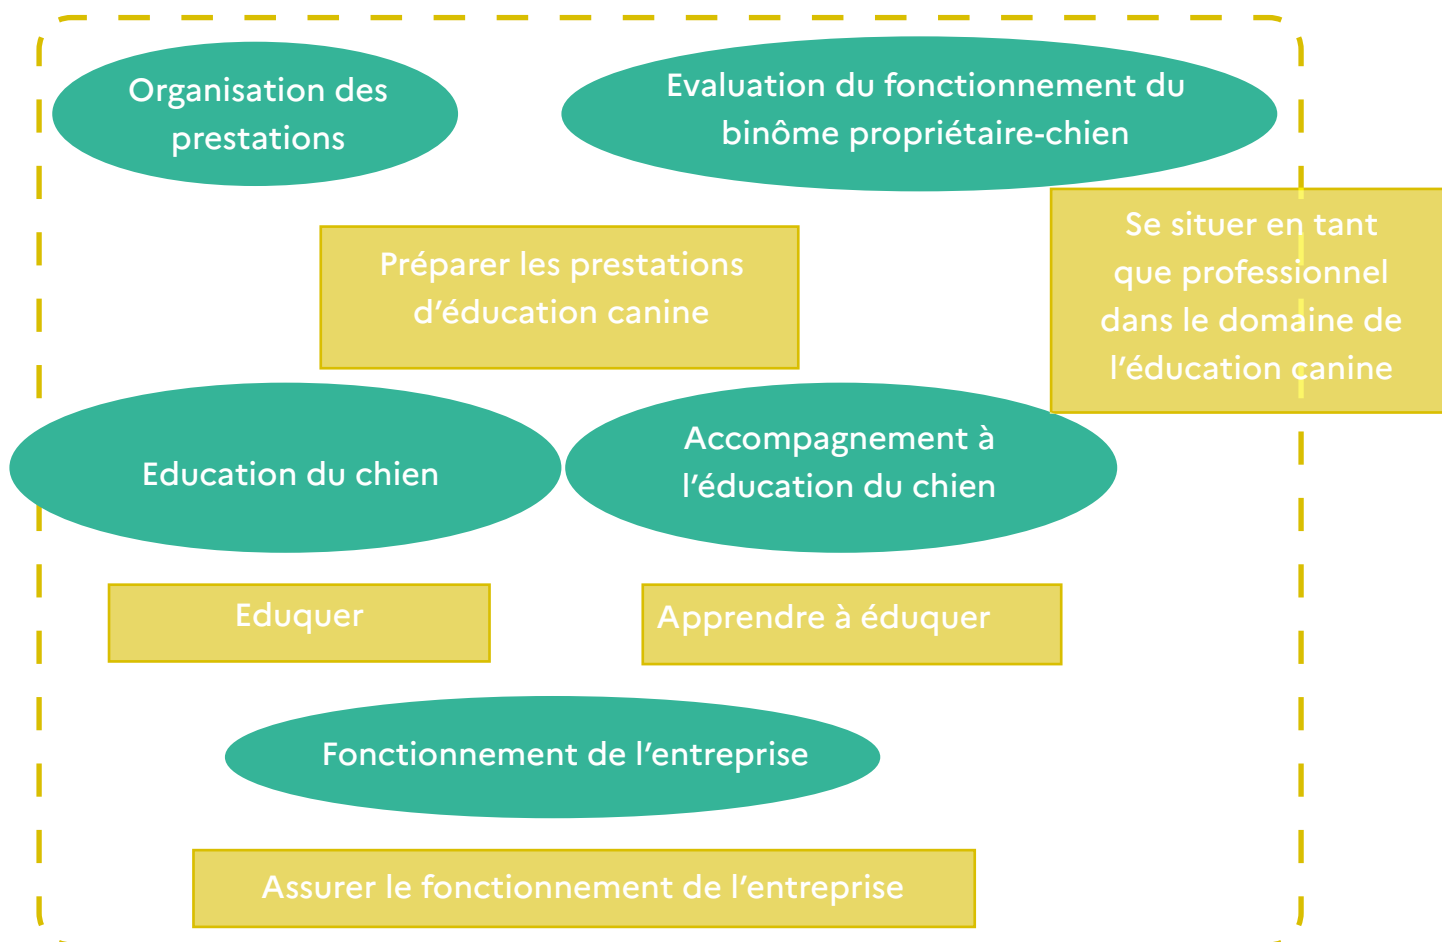 Organisation des
prestations
Evaluation du fonctionnement du
binôme propriétaire-chien
Se situer en tant
que professionnel
dans le domaine de
l’éducation canine
Préparer les prestations
d’éducation canine
Education du chien
Accompagnement à
l’éducation du chien
Eduquer
Apprendre à éduquer
Fonctionnement de l’entreprise
Assurer le fonctionnement de l’entreprise